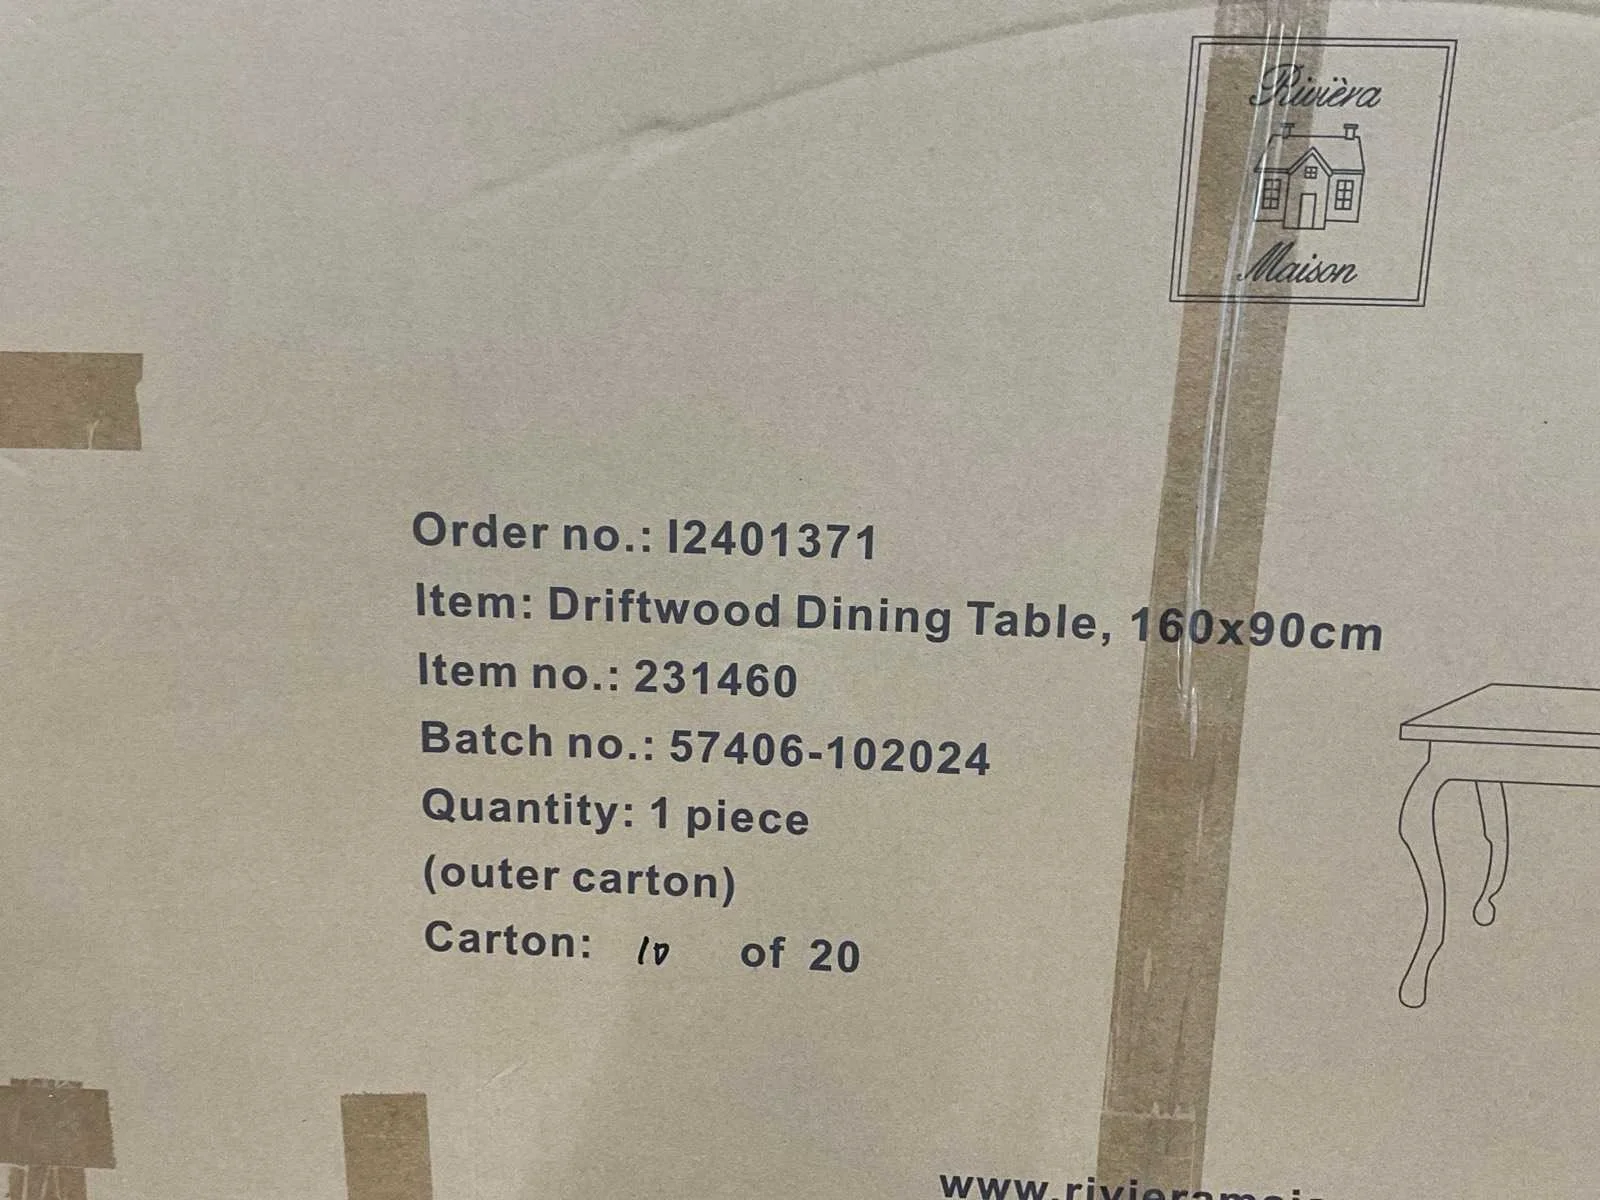 Rivièra
Maison
Order no.: I2401371
Item: Driftwood Dining Table, 160x90cm
Item no.: 231460
Batch no.: 57406-102024
Quantity: 1 piece
(outer carton)
Carton: 10 of 20